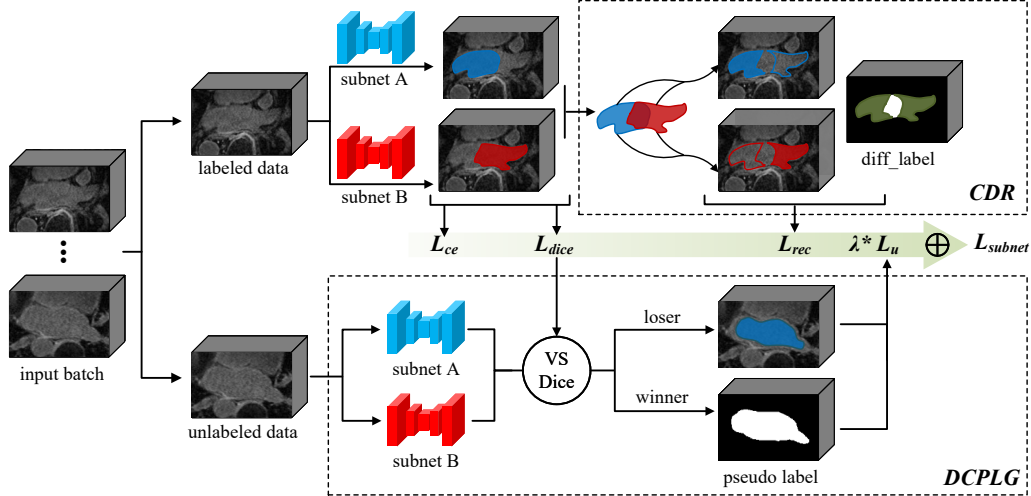 subnet A
labeled data
subnet B
diff_label
CDR
input batch
L_ce
L_dice
L_rec
λ* L_u
⊕
L_subnet
unlabeled data
subnet A
subnet B
VS
Dice
loser
winner
pseudo label
DCPLG